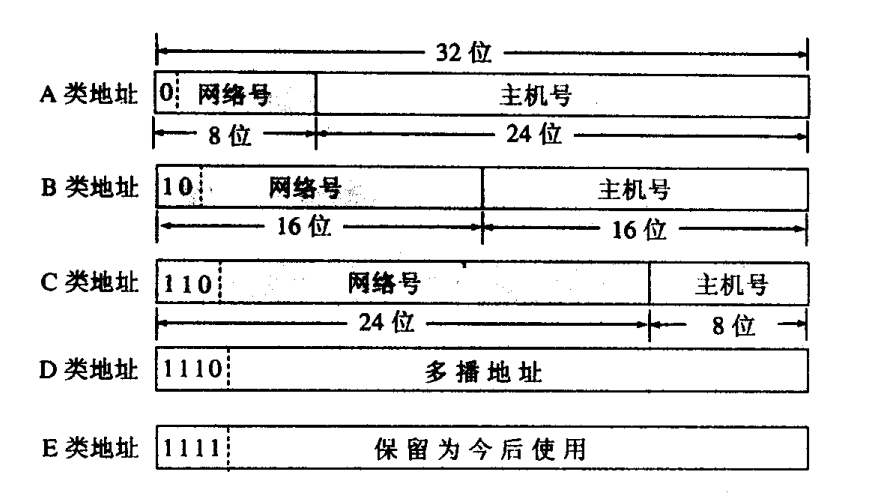 32 位
A 类地址 0 网络号 主机号
8 位 24 位
B 类地址 10 网络号 主机号
16 位 16 位
C 类地址 110 网络号 主机号
24 位 8 位
D 类地址 1110 多播地址
E 类地址 1111 保留为今后使用